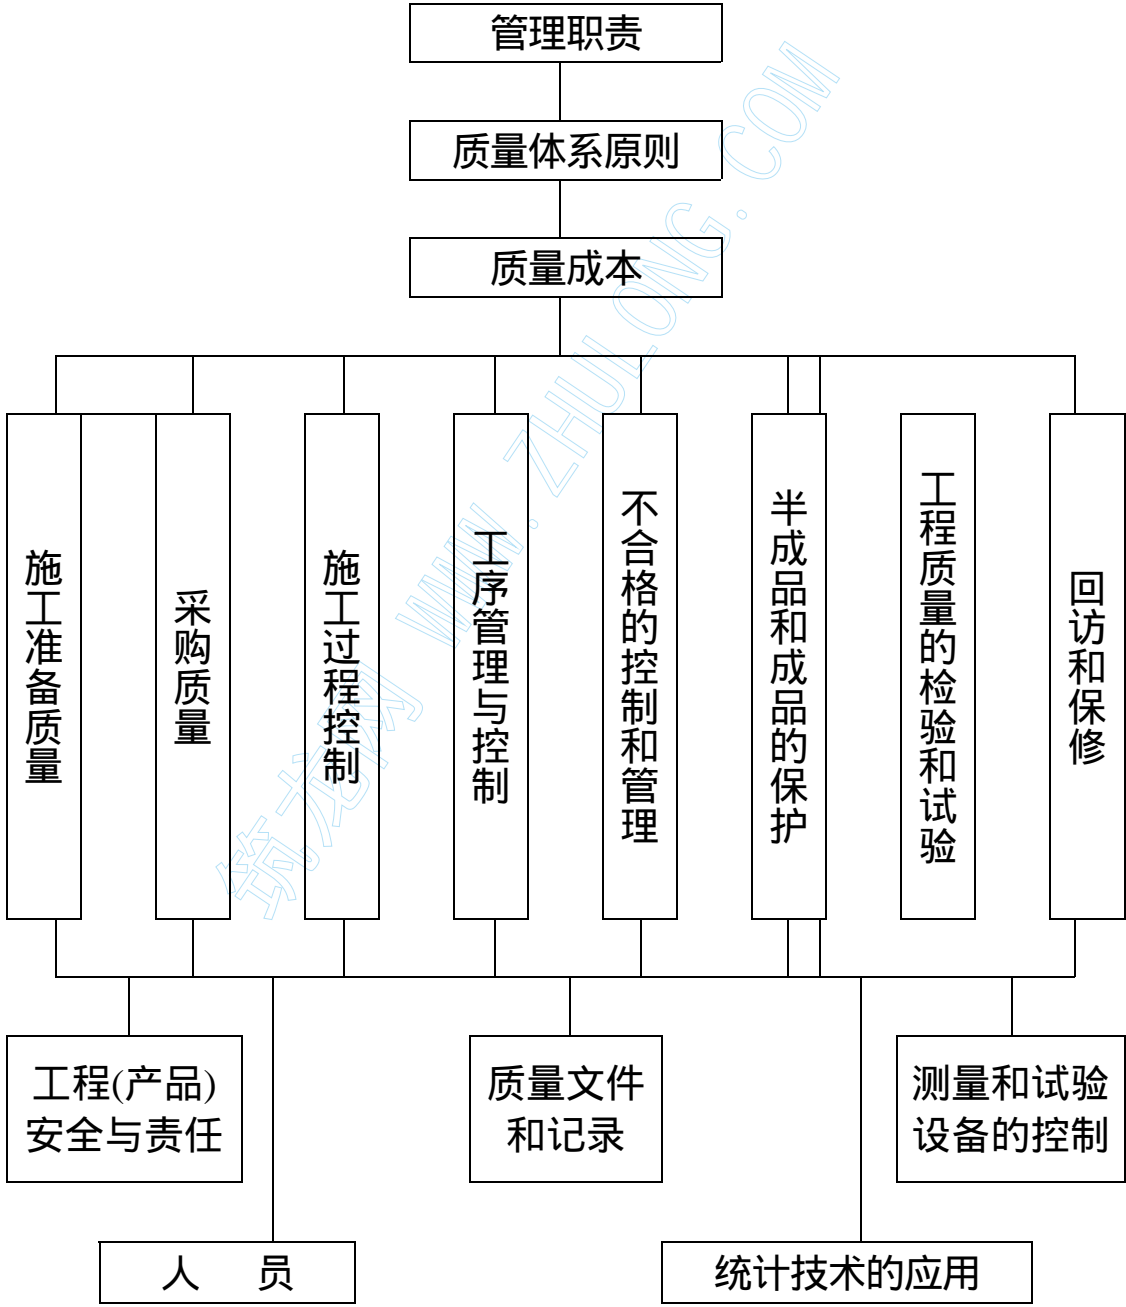 管理职责
质量体系原则
质量成本
施工准备质量
采购质量
施工过程控制
工序管理与控制
不合格的控制和管理
半成品和成品的保护
工程质量的检验和试验
回访和保修
筑龙网 WWW.ZHULONG.COM
工程(产品)
安全与责任
质量文件
和记录
测量和试验
设备的控制
人 员
统计技术的应用